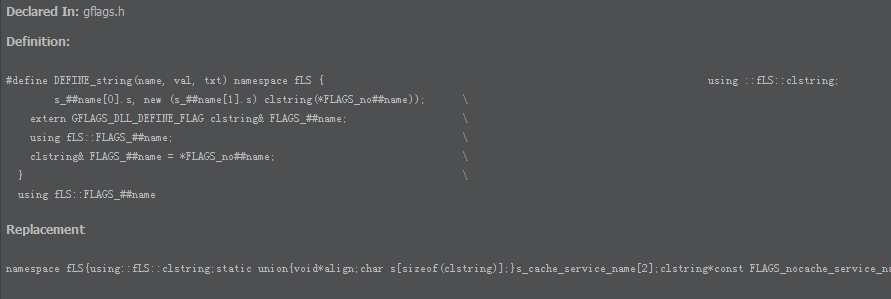 Declared In: gflags.h
Definition:
#define DEFINE_string(name, val, txt) namespace fLS { using ::fLS::clstring;
s_##name[0].s, new (s_##name[1].s) clstring(*FLAGS_no##name)); \
extern GFLAGS_DLL_DEFINE_FLAG clstring& FLAGS_##name; \
using fLS::FLAGS_##name; \
clstring& FLAGS_##name = *FLAGS_no##name; \
} \
using fLS::FLAGS_##name
Replacement
namespace fLS{using::fLS::clstring;static union{void*align;char s[sizeof(clstring)];}s_cache_service_name[2];clstring*const FLAGS_nocache_service_na